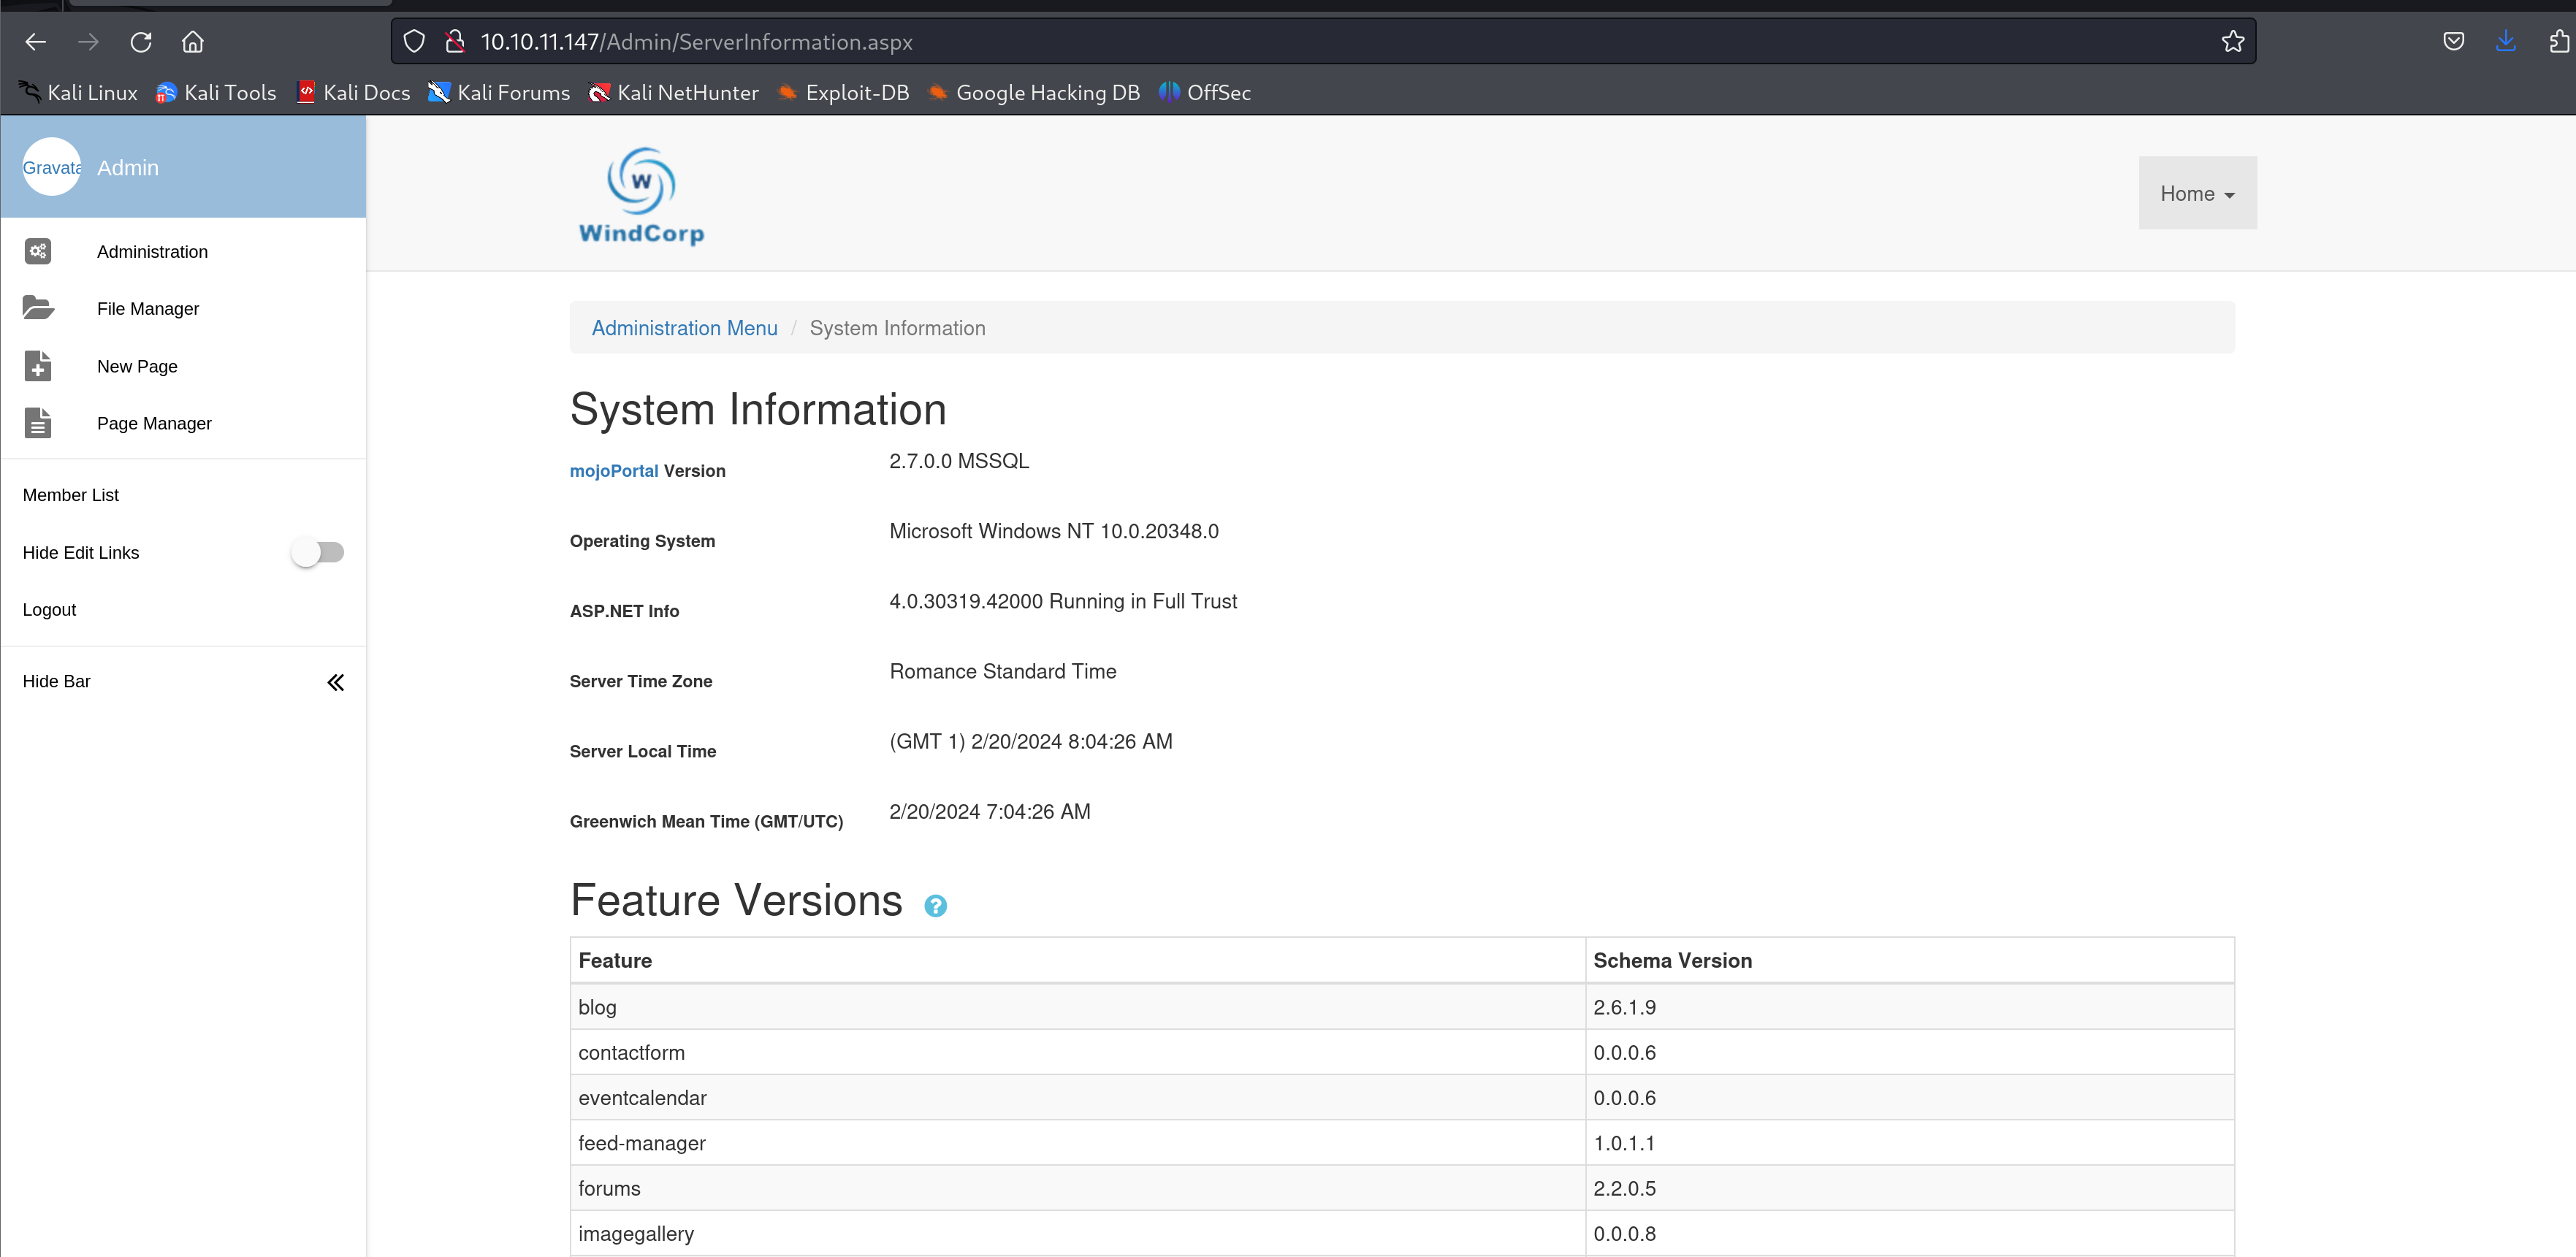 10.10.11.147/Admin/ServerInformation.aspx
Kali Linux Kali Tools Kali Docs Kali Forums Kali NetHunter Exploit-DB Google Hacking DB OffSec
Gravata Admin
Administration
File Manager
New Page
Page Manager
Member List
Hide Edit Links
Logout
Hide Bar
W
WindCorp
Home
Administration Menu / System Information
System Information
mojoPortal Version 2.7.0.0 MSSQL
Operating System Microsoft Windows NT 10.0.20348.0
ASP.NET Info 4.0.30319.42000 Running in Full Trust
Server Time Zone Romance Standard Time
Server Local Time (GMT 1) 2/20/2024 8:04:26 AM
Greenwich Mean Time (GMT/UTC) 2/20/2024 7:04:26 AM
Feature Versions ?
Feature Schema Version
blog 2.6.1.9
contactform 0.0.0.6
eventcalendar 0.0.0.6
feed-manager 1.0.1.1
forums 2.2.0.5
imagegallery 0.0.0.8